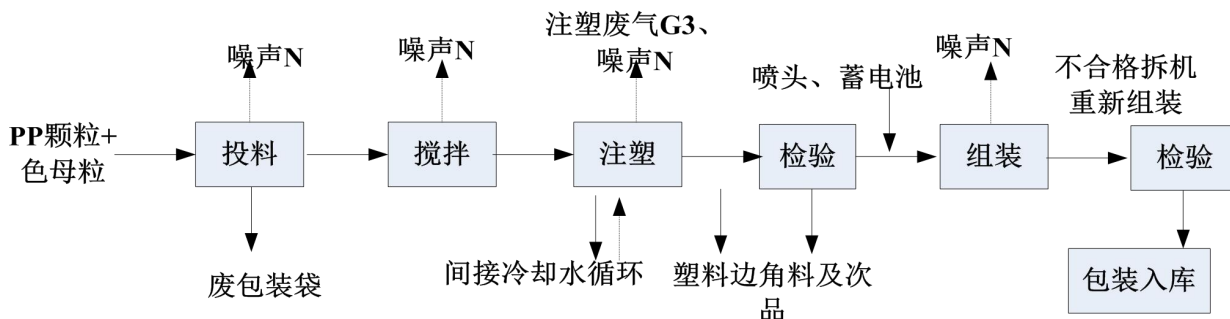 噪声N
噪声N
注塑废气G3、
噪声N
噪声N
喷头、蓄电池
不合格拆机
重新组装
PP颗粒+
色母粒
投料
搅拌
注塑
检验
组装
检验
废包装袋
间接冷却水循环
塑料边角料及次
品
包装入库